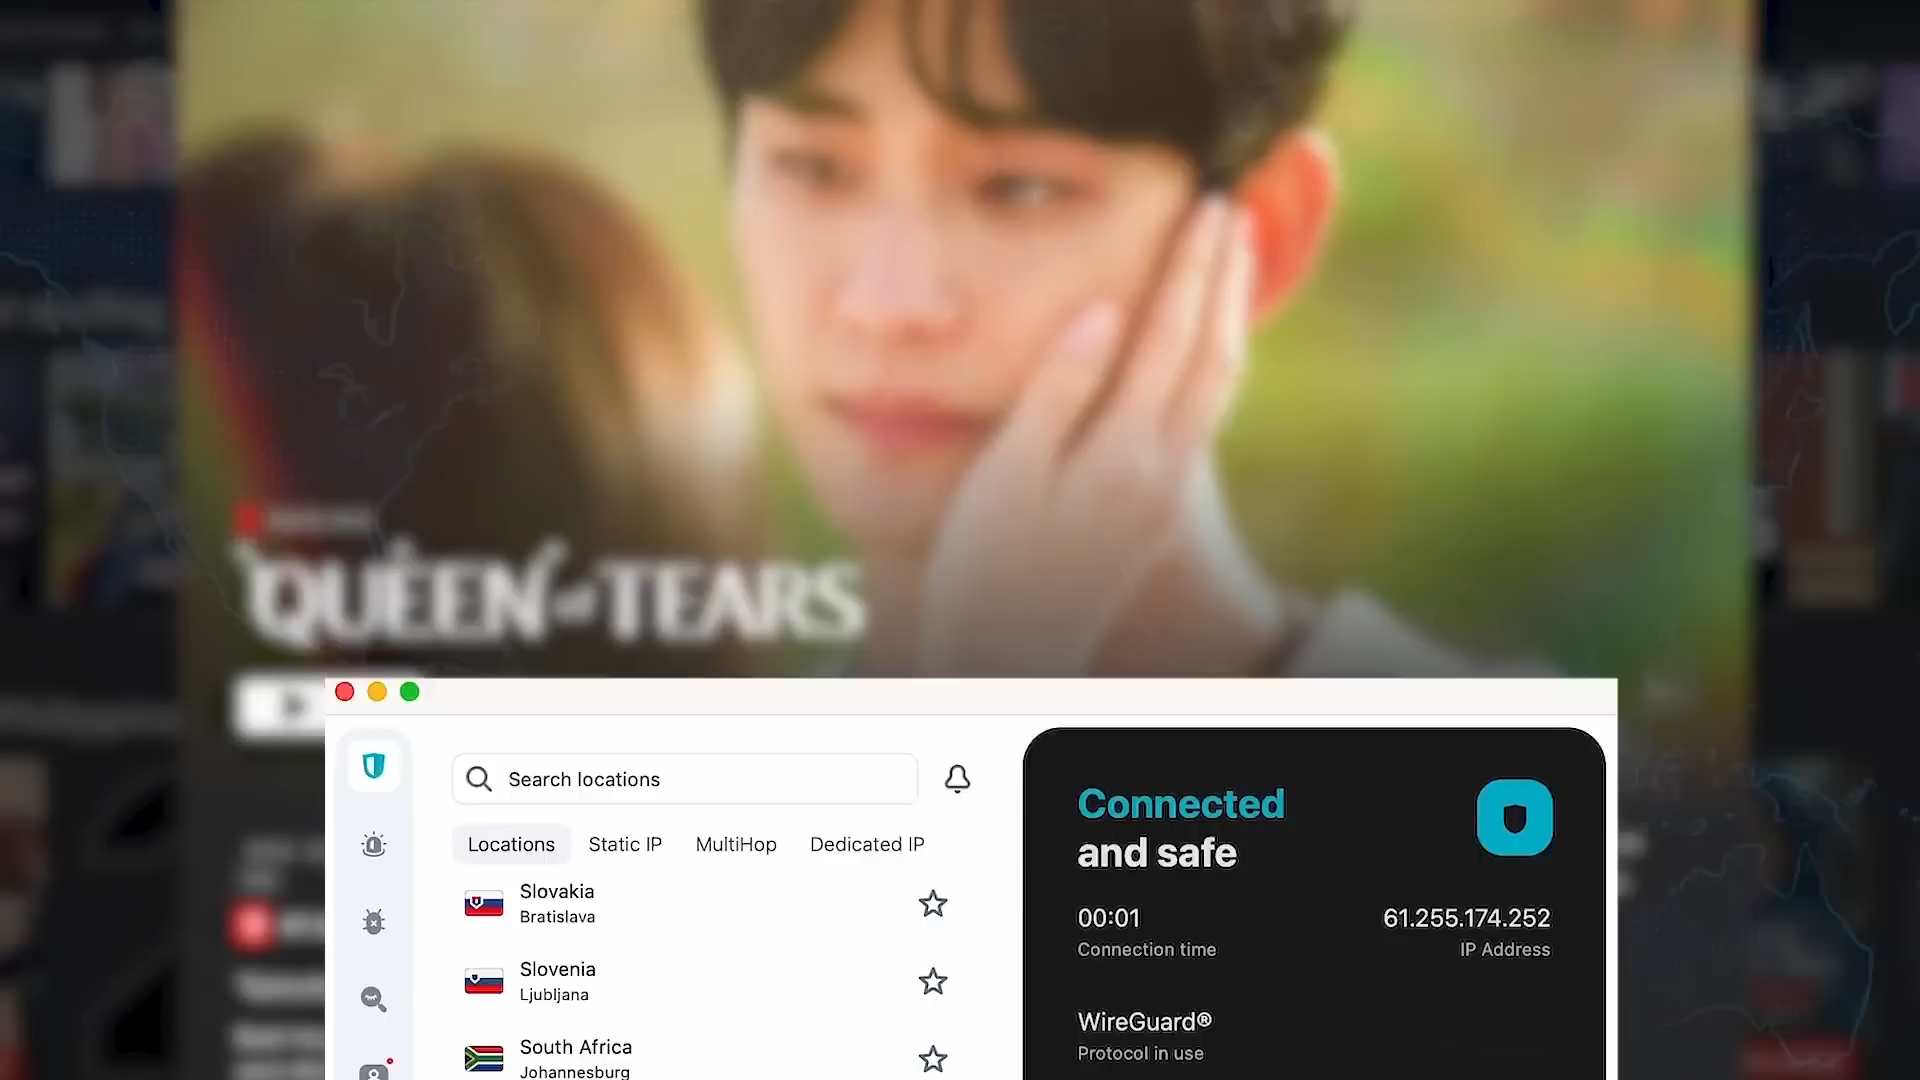 QUEEN of TEARS
Search locations
Locations Static IP MultiHop Dedicated IP
Slovakia
Bratislava
Slovenia
Ljubljana
South Africa
Johannesburg
Connected
and safe
00:01 61.255.174.252
Connection time IP Address
WireGuard®
Protocol in use